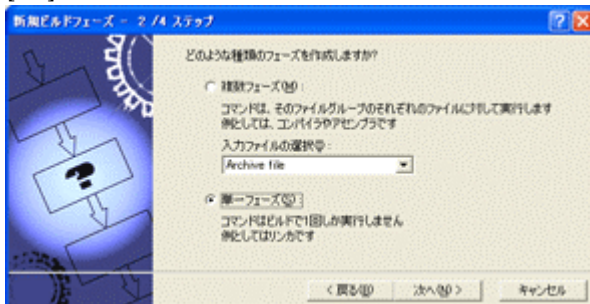 新規ビルドフェーズ - 2 /4 ステップ
どのような種類のフェーズを作成しますか?
複数フェーズ(M) :
コマンドは、そのファイルグループのそれぞれのファイルに対して実行します
例としては、コンパイラやアセンブラです
入力ファイルの選択(I) :
Archive file
単一フェーズ(S) :
コマンドはビルドで1回しか実行しません
例としてはリンカです
?
< 戻る(B)
次へ(N) >
キャンセル